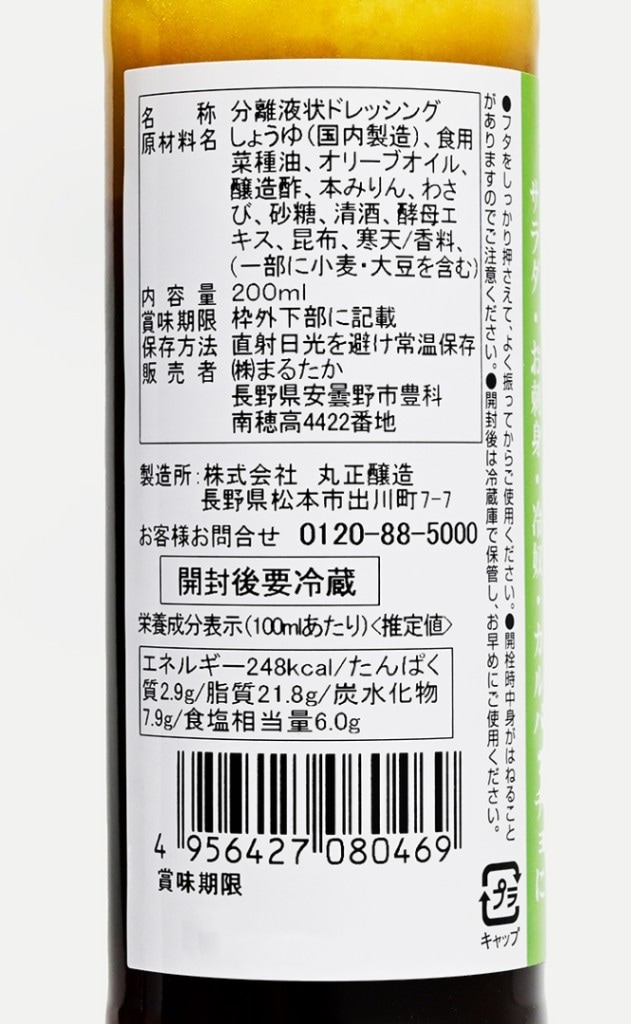 名称 分離液状ドレッシング
原材料名 しょうゆ(国内製造)、食用
菜種油、オリーブオイル、
醸造酢、本みりん、わさ
び、砂糖、清酒、酵母エ
キス、昆布、寒天/香料、
(一部に小麦・大豆を含む)
内容量 200ml
賞味期限 枠外下部に記載
保存方法 直射日光を避け常温保存
販売者 ㈱まるたか
長野県安曇野市豊科
南穂高4422番地
製造所:株式会社 丸正醸造
長野県松本市出川町7-7
お客様お問合せ 0120-88-5000
開封後要冷蔵
栄養成分表示(100mlあたり)<推定値>
エネルギー248kcal/たんぱく
質2.9g/脂質21.8g/炭水化物
7.9g/食塩相当量6.0g
4 956427 080469
賞味期限
●フタをしっかり押さえて、よく振ってからご使用ください。●開栓時中身がはねること
がありますのでご注意ください。●開封後は冷蔵庫で保管し、お早めにご使用ください。
プラ
キャップ
サラダ・お刺身・冷奴・カルパッチョに